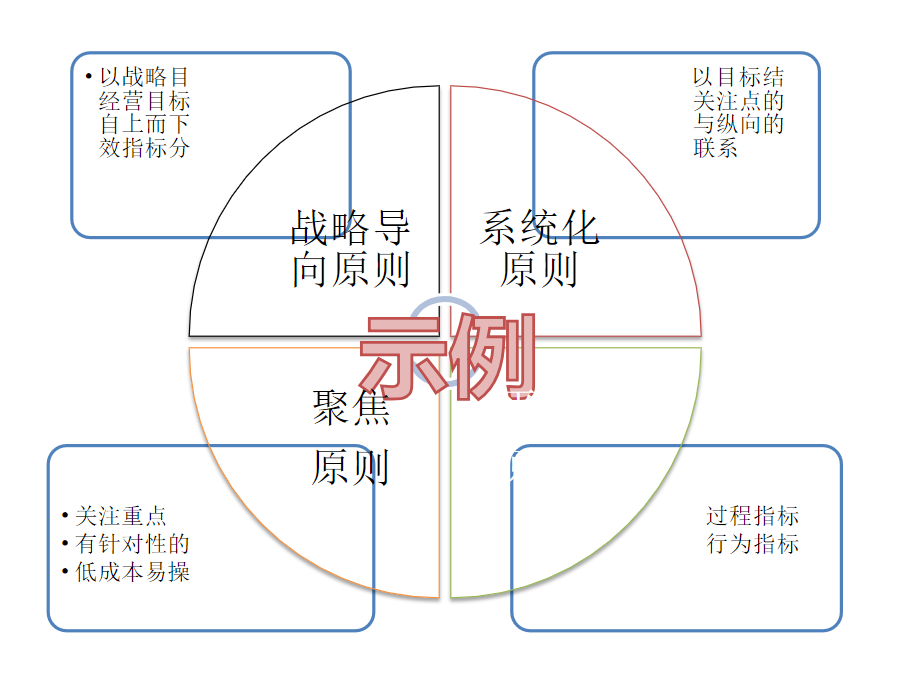 • 以战略目
经营目标
自上而下
效指标分
以目标结
关注点的
与纵向的
联系
战略导
向原则
系统化
原则
示例
聚焦
原则
• 关注重点
• 有针对性的
• 低成本易操
过程指标
行为指标